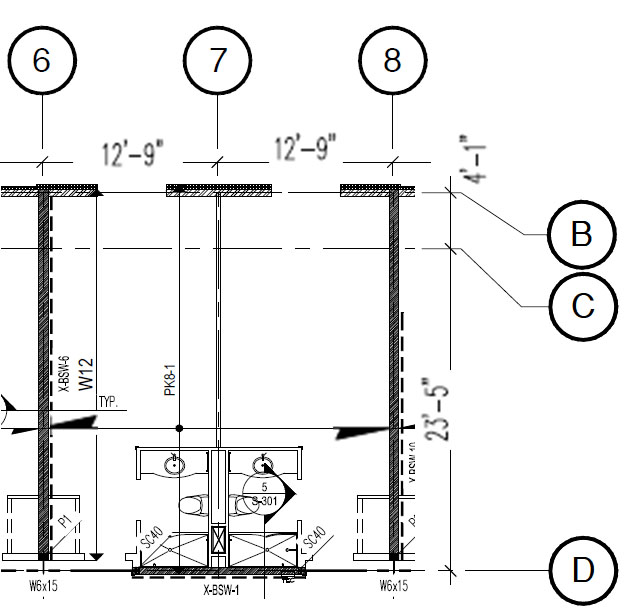 6
7
8
12'-9"
12'-9"
4'-1"
B
C
X-BSW-6
W12
PK8-1
TYP.
23'-5"
5
S-301
P1
SC40
SC40
D
W6x15
X-BSW-1
W6x15